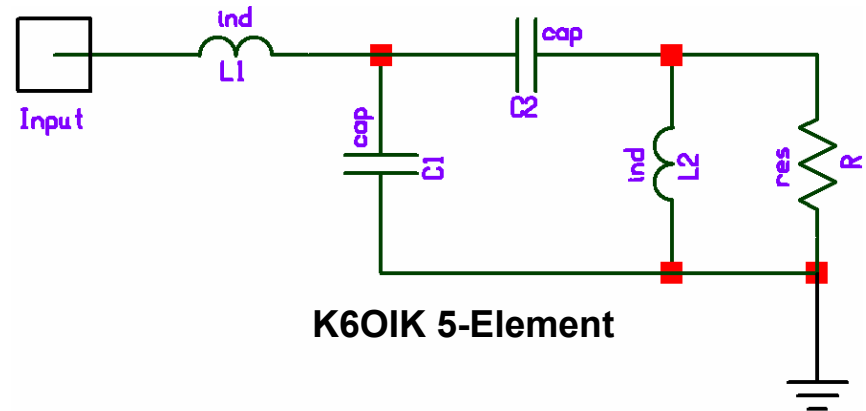 ind
L1
Input
cap
C1
cap
C2
ind
L2
res
R
K6OIK 5-Element